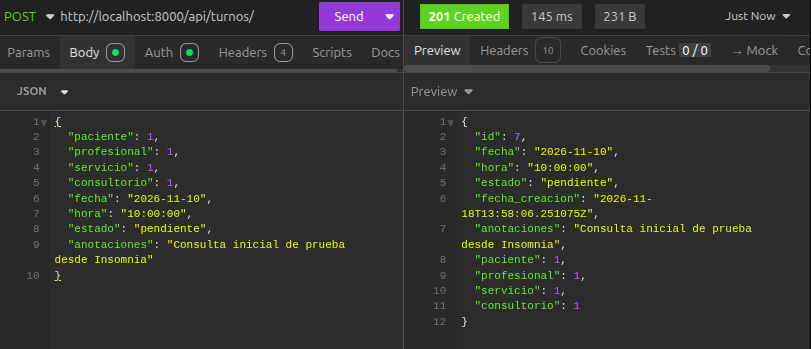 POST http://localhost:8000/api/turnos/ Send
Params Body Auth Headers 4 Scripts Docs
JSON
1 {
2 "paciente": 1,
3 "profesional": 1,
4 "servicio": 1,
5 "consultorio": 1,
6 "fecha": "2026-11-10",
7 "hora": "10:00:00",
8 "estado": "pendiente",
9 "anotaciones": "Consulta inicial de prueba
desde Insomnia"
10 }
201 Created 145 ms 231 B Just Now
Preview Headers 10 Cookies Tests 0 / 0 → Mock
Preview
1 {
2 "id": 7,
3 "fecha": "2026-11-10",
4 "hora": "10:00:00",
5 "estado": "pendiente",
6 "fecha_creacion": "2026-11-
18T13:58:06.251075Z",
7 "anotaciones": "Consulta inicial de prueba
desde Insomnia",
8 "paciente": 1,
9 "profesional": 1,
10 "servicio": 1,
11 "consultorio": 1
12 }